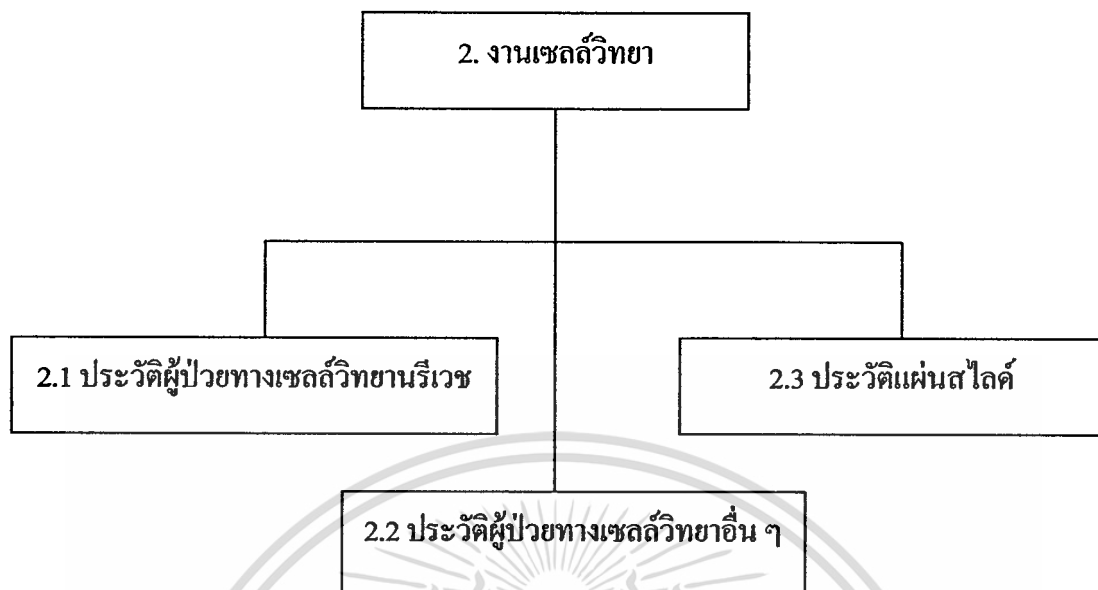 2. งานเซลล์วิทยา
2.1 ประวัติผู้ป่วยทางเซลล์วิทยานรีเวช
2.3 ประวัติแผ่นสไลค์
2.2 ประวัติผู้ป่วยทางเซลล์วิทยาอื่น ๆ